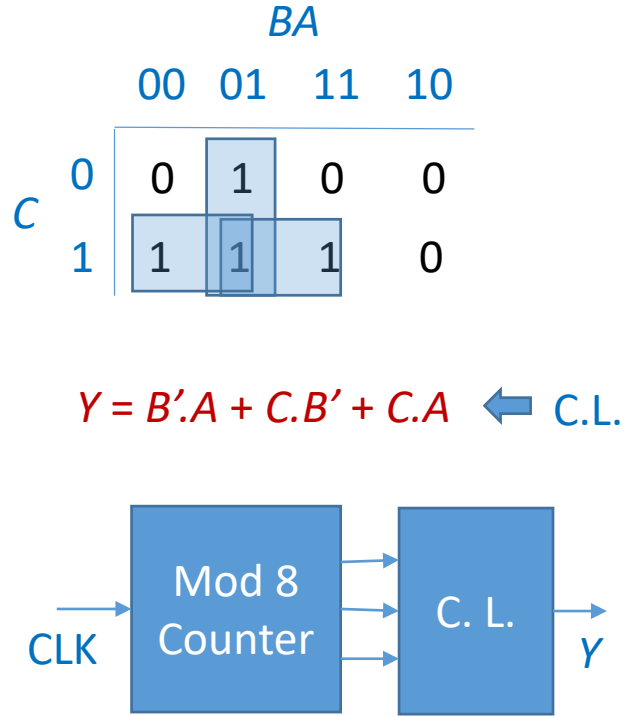 BA
00 01 11 10
0 0 1 0 0
C
1 1 1 1 0
Y = B’.A + C.B’ + C.A C.L.
Mod 8
Counter
C. L.
CLK
Y